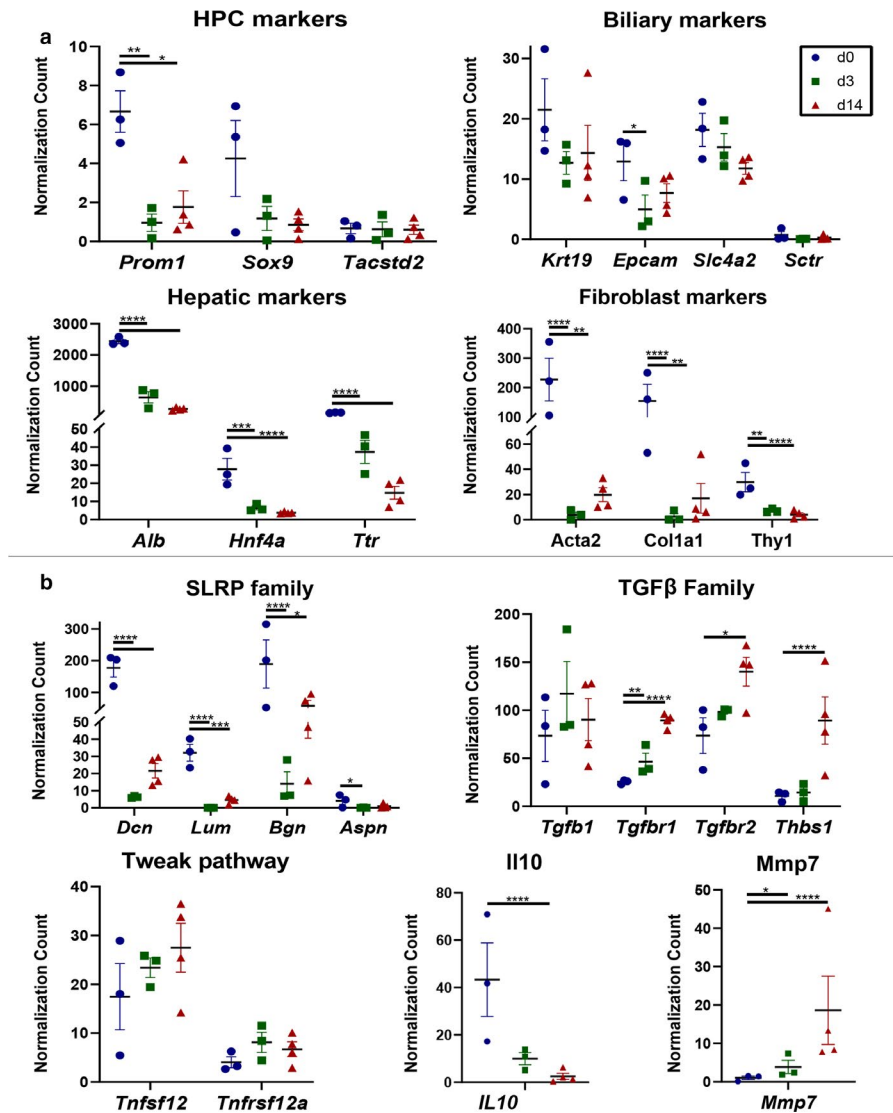 a
HPC markers
Normalization Count
10
8
6
4
2
0
**
*
Prom1 Sox9 Tacstd2
Biliary markers
Normalization Count
30
20
10
0
*
d0
d3
d14
Krt19 Epcam Slc4a2 Sctr
Hepatic markers
Normalization Count
3000
2000
1000
50
40
30
20
10
0
****
***
****
****
Alb Hnf4a Ttr
Fibroblast markers
Normalization Count
400
300
200
100
60
40
20
0
****
**
****
**
**
****
Acta2 Col1a1 Thy1
b
SLRP family
Normalization Count
300
200
100
50
40
30
20
10
0
****
****
***
****
*
*
Dcn Lum Bgn Aspn
TGFβ Family
Normalization Count
200
150
100
50
0
**
****
*
****
Tgfb1 Tgfbr1 Tgfbr2 Thbs1
Tweak pathway
Normalization Count
40
30
20
10
0
Tnfsf12 Tnfrsf12a
Il10
Normalization Count
80
60
40
20
0
****
IL10
Mmp7
Normalization Count
50
40
30
20
10
0
*
****
Mmp7